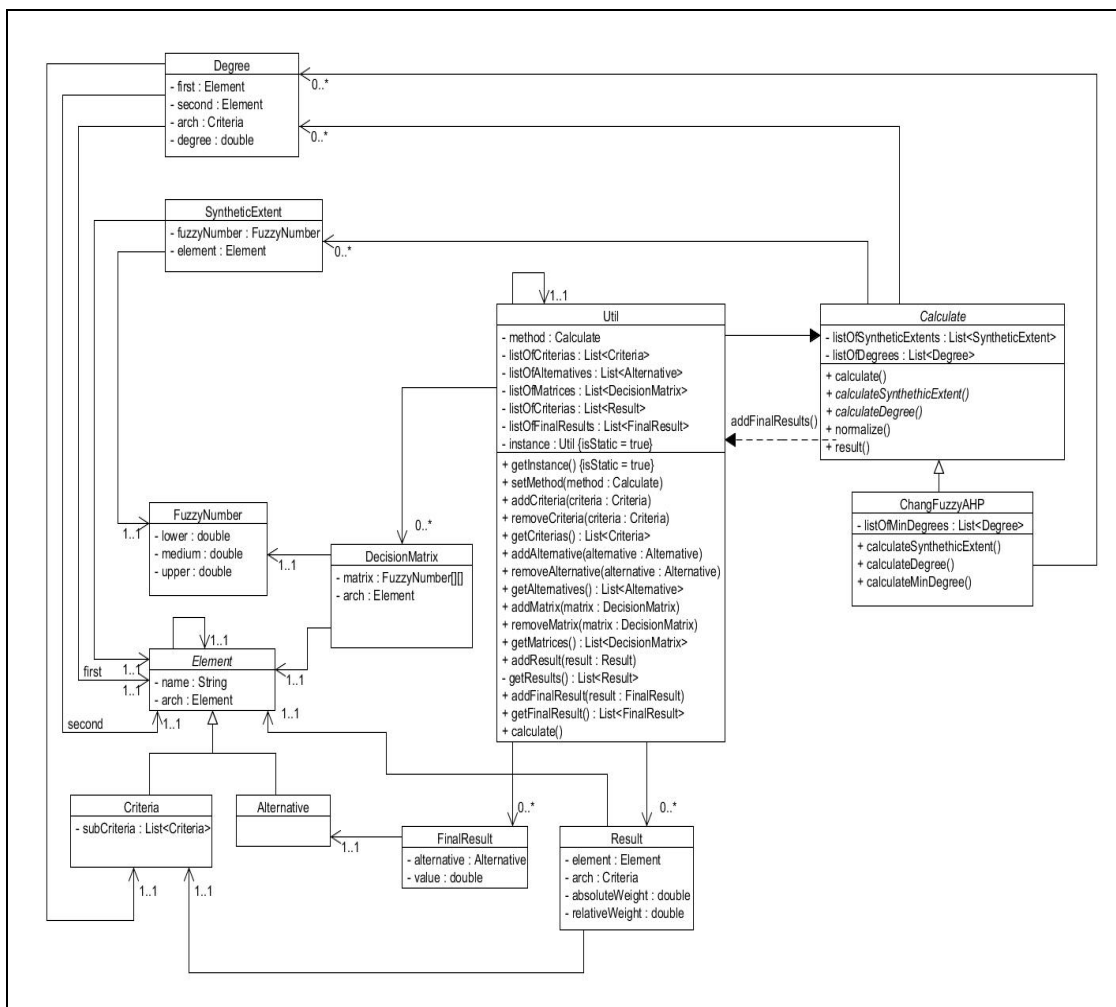 Degree
- first : Element
- second : Element
- arch : Criteria
- degree : double
0..*
0..*
SyntheticExtent
- fuzzyNumber : FuzzyNumber
- element : Element
0..*
1..1
Util
- method : Calculate
- listOfCriterias : List<Criteria>
- listOfAlternatives : List<Alternative>
- listOfMatrices : List<DecisionMatrix>
- listOfCriterias : List<Result>
- listOfFinalResults : List<FinalResult>
- instance : Util {isStatic = true}
+ getInstance() {isStatic = true}
+ setMethod(method : Calculate)
+ addCriteria(criteria : Criteria)
+ removeCriteria(criteria : Criteria)
+ getCriterias() : List<Criteria>
+ addAlternative(alternative : Alternative)
+ removeAlternative(alternative : Alternative)
+ getAlternatives() : List<Alternative>
+ addMatrix(matrix : DecisionMatrix)
+ removeMatrix(matrix : DecisionMatrix)
+ getMatrices() : List<DecisionMatrix>
+ addResult(result : Result)
- getResults() : List<Result>
+ addFinalResult(result : FinalResult)
+ getFinalResult() : List<FinalResult>
+ calculate()
Calculate
- listOfSyntheticExtents : List<SyntheticExtent>
- listOfDegrees : List<Degree>
+ calculate()
+ calculateSynthethicExtent()
+ calculateDegree()
+ normalize()
+ result()
addFinalResults()
ChangFuzzyAHP
- listOfMinDegrees : List<Degree>
+ calculateSynthethicExtent()
+ calculateDegree()
+ calculateMinDegree()
FuzzyNumber
- lower : double
- medium : double
- upper : double
1..1
1..1
0..*
DecisionMatrix
- matrix : FuzzyNumber[][]
- arch : Element
1..1
Element
- name : String
- arch : Element
1..1
first
1..1
1..1
second
1..1
1..1
Criteria
- subCriteria : List<Criteria>
1..1
1..1
Alternative
1..1
0..*
FinalResult
- alternative : Alternative
- value : double
0..*
Result
- element : Element
- arch : Criteria
- absoluteWeight : double
- relativeWeight : double